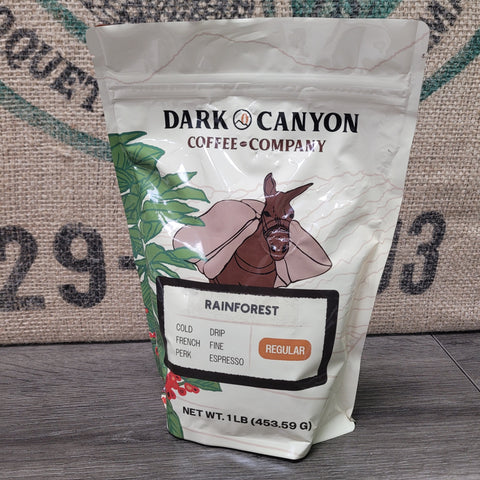 DARK CANYON
COFFEE COMPANY
29-
03
RAINFOREST
COLD DRIP
FRENCH FINE
PERK ESPRESSO
REGULAR
NET WT. 1 LB (453.59 G)